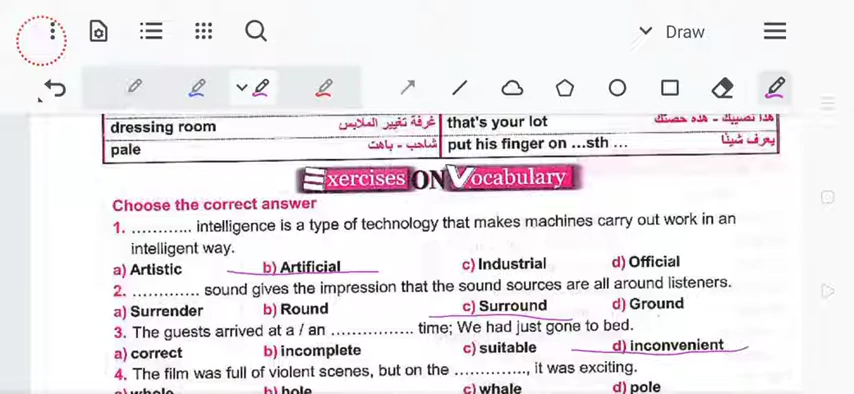 Draw
dressing room غرفة تغيير الملابس that's your lot هذا نصيبك - هذه حصتك
pale شاحب - باهت put his finger on ...sth ... يعرف شيئا
Exercises ON Vocabulary
Choose the correct answer
1. ............ intelligence is a type of technology that makes machines carry out work in an
intelligent way.
a) Artistic b) Artificial c) Industrial d) Official
2. ............. sound gives the impression that the sound sources are all around listeners.
a) Surrender b) Round c) Surround d) Ground
3. The guests arrived at a / an ................ time; We had just gone to bed.
a) correct b) incomplete c) suitable d) inconvenient
4. The film was full of violent scenes, but on the .............., it was exciting.
a) whole b) hole c) whale d) pole